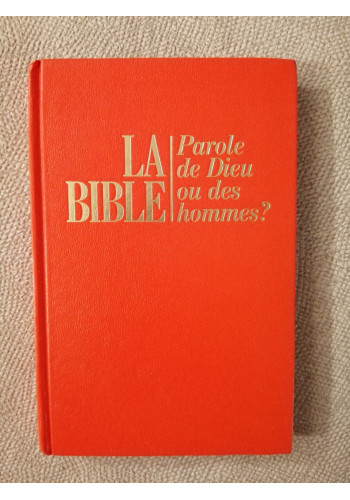 LA
BIBLE
Parole
de Dieu
ou des
hommes?